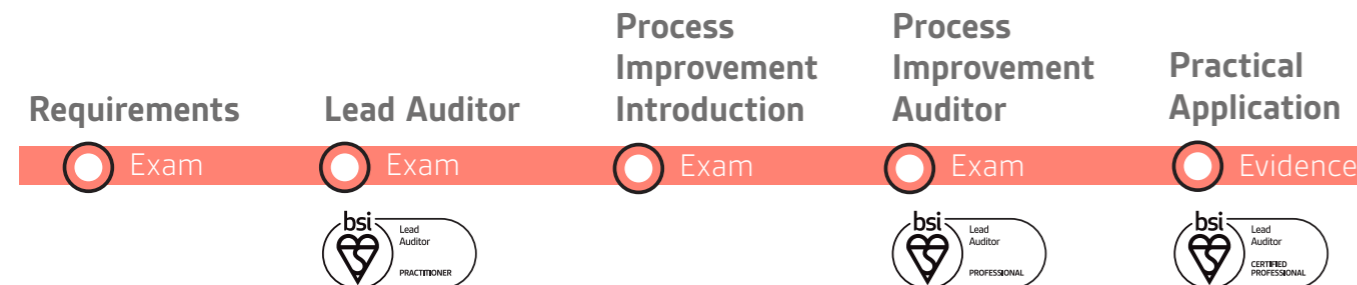 Requirements
Exam
Lead Auditor
Exam
Process
Improvement
Introduction
Exam
Process
Improvement
Auditor
Exam
Practical
Application
Evidence
bsi
Lead
Auditor
PRACTITIONER
bsi
Lead
Auditor
PROFESSIONAL
bsi
Lead
Auditor
CERTIFIED
PROFESSIONAL